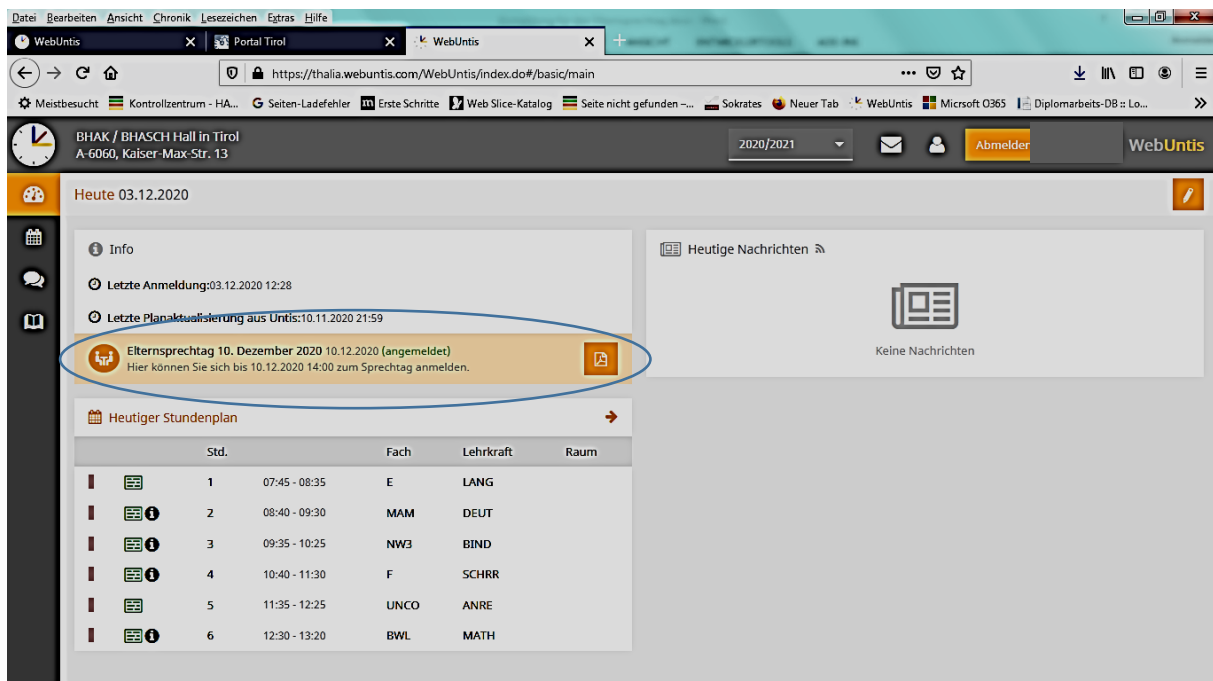 Datei Bearbeiten Ansicht Chronik Lesezeichen Extras Hilfe
WebUntis Portal Tirol WebUntis
https://thalia.webuntis.com/WebUntis/index.do#/basic/main
Meistbesucht Kontrollzentrum - HA... Seiten-Ladefehler Erste Schritte Web Slice-Katalog Seite nicht gefunden –... Sokrates Neuer Tab WebUntis Micrsoft O365 Diplomarbeits-DB :: Lo...
BHAK / BHASCH Hall in Tirol
A-6060, Kaiser-Max-Str. 13
2020/2021 Abmelder WebUntis
Heute 03.12.2020
Info
Letzte Anmeldung:03.12.2020 12:28
Letzte Planaktualisierung aus Untis:10.11.2020 21:59
Elternsprechtag 10. Dezember 2020 10.12.2020 (angemeldet)
Hier können Sie sich bis 10.12.2020 14:00 zum Sprechtag anmelden.
Heutige Nachrichten
Keine Nachrichten
Heutiger Stundenplan
Std. Fach Lehrkraft Raum
1 07:45 - 08:35 E LANG
2 08:40 - 09:30 MAM DEUT
3 09:35 - 10:25 NW3 BIND
4 10:40 - 11:30 F SCHRR
5 11:35 - 12:25 UNCO ANRE
6 12:30 - 13:20 BWL MATH